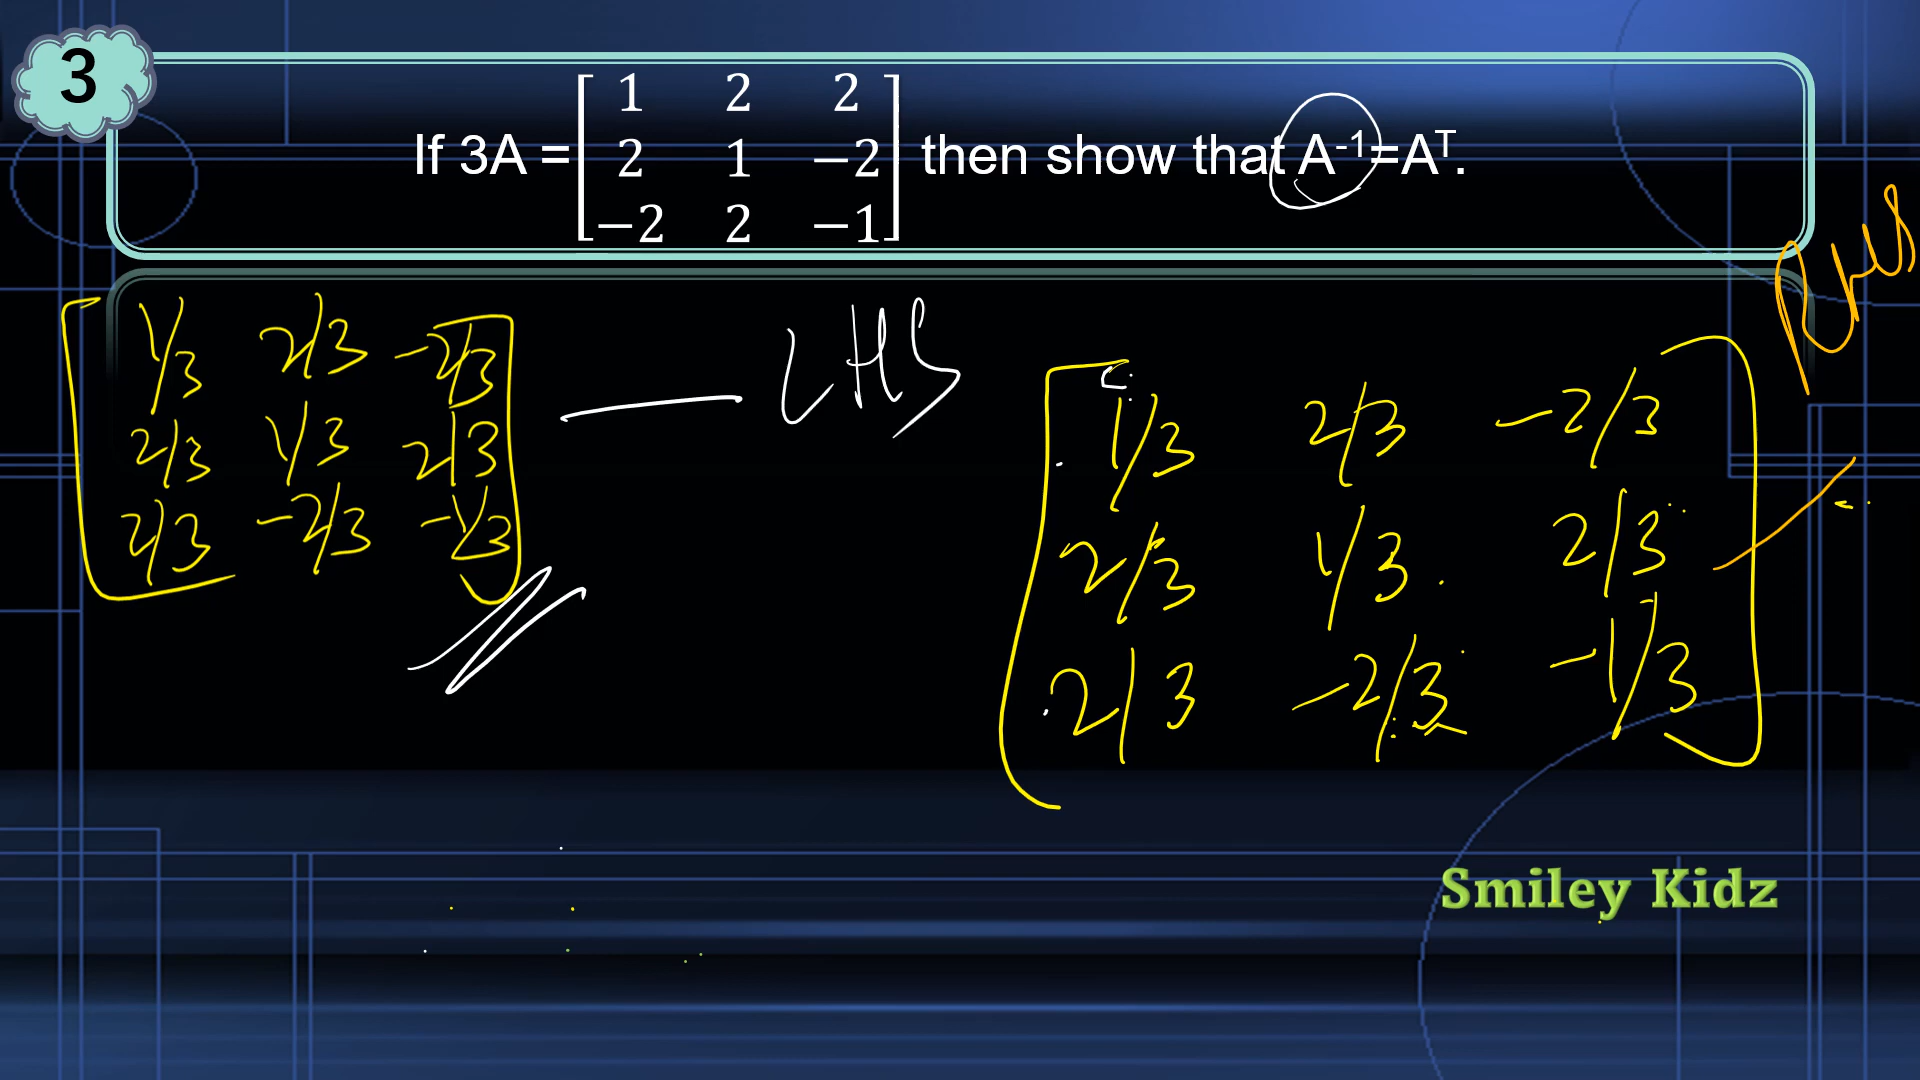 3
If 3A = [1 2 2
2 1 −2
−2 2 −1] then show that A⁻¹=Aᵀ.
1/3 2/3 -2/3
2/3 1/3 2/3
2/3 -2/3 -1/3
LHS
RHS
1/3 2/3 -2/3
2/3 1/3 2/3
2/3 -2/3 -1/3
Smiley Kidz